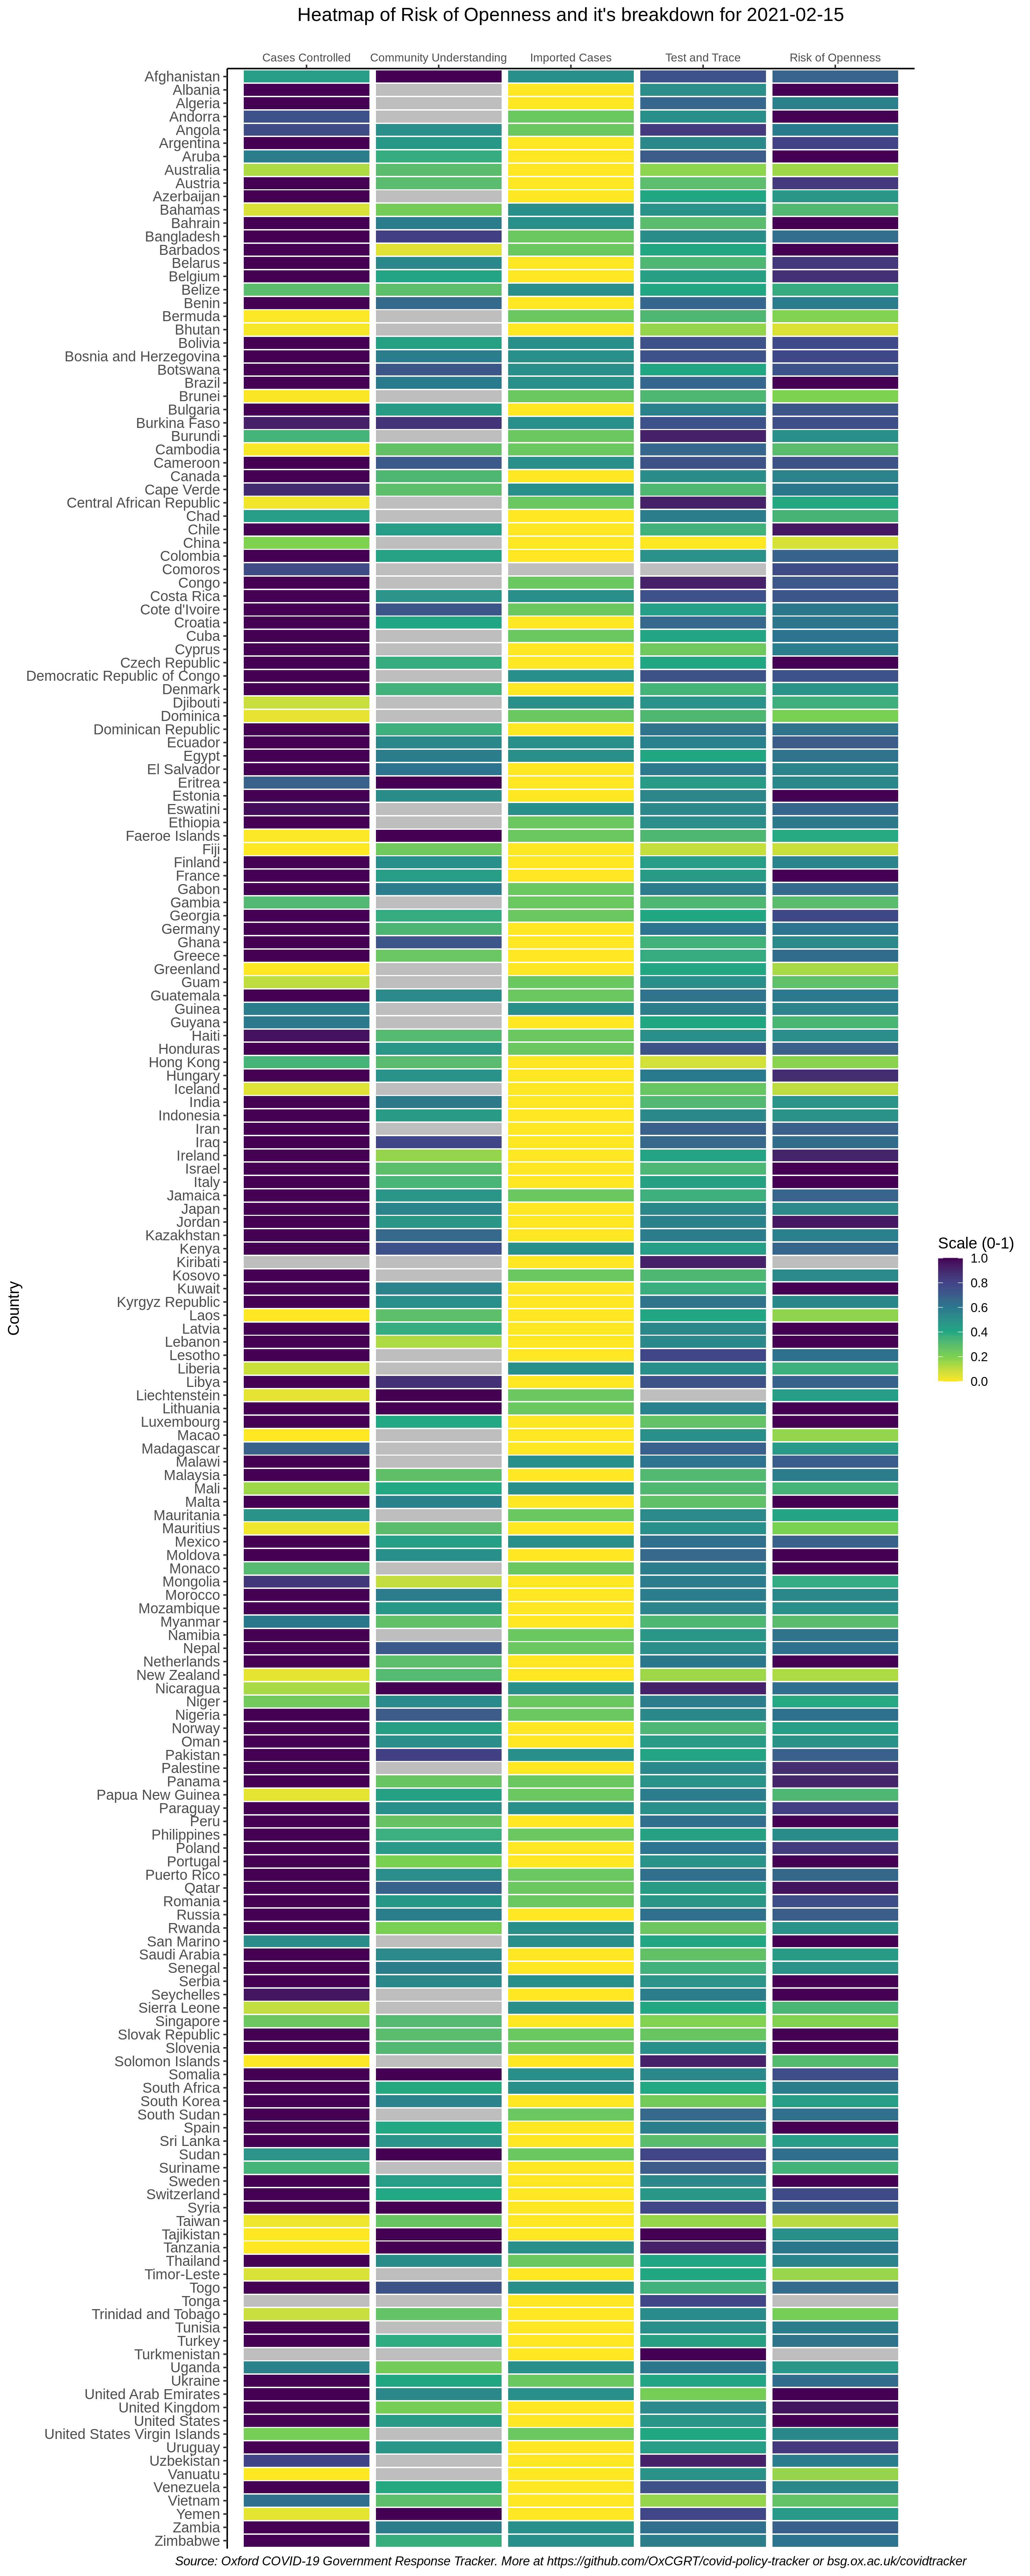 Heatmap of Risk of Openness and it's breakdown for 2021-02-15
Cases Controlled Community Understanding Imported Cases Test and Trace Risk of Openness
Afghanistan
Albania
Algeria
Andorra
Angola
Argentina
Aruba
Australia
Austria
Azerbaijan
Bahamas
Bahrain
Bangladesh
Barbados
Belarus
Belgium
Belize
Benin
Bermuda
Bhutan
Bolivia
Bosnia and Herzegovina
Botswana
Brazil
Brunei
Bulgaria
Burkina Faso
Burundi
Cambodia
Cameroon
Canada
Cape Verde
Central African Republic
Chad
Chile
China
Colombia
Comoros
Congo
Costa Rica
Cote d'Ivoire
Croatia
Cuba
Cyprus
Czech Republic
Democratic Republic of Congo
Denmark
Djibouti
Dominica
Dominican Republic
Ecuador
Egypt
El Salvador
Eritrea
Estonia
Eswatini
Ethiopia
Faeroe Islands
Fiji
Finland
France
Gabon
Gambia
Georgia
Germany
Ghana
Greece
Greenland
Guam
Guatemala
Guinea
Guyana
Haiti
Honduras
Hong Kong
Hungary
Iceland
India
Indonesia
Iran
Iraq
Ireland
Israel
Italy
Jamaica
Japan
Jordan
Kazakhstan
Kenya
Kiribati
Kosovo
Kuwait
Kyrgyz Republic
Laos
Latvia
Lebanon
Lesotho
Liberia
Libya
Liechtenstein
Lithuania
Luxembourg
Macao
Madagascar
Malawi
Malaysia
Mali
Malta
Mauritania
Mauritius
Mexico
Moldova
Monaco
Mongolia
Morocco
Mozambique
Myanmar
Namibia
Nepal
Netherlands
New Zealand
Nicaragua
Niger
Nigeria
Norway
Oman
Pakistan
Palestine
Panama
Papua New Guinea
Paraguay
Peru
Philippines
Poland
Portugal
Puerto Rico
Qatar
Romania
Russia
Rwanda
San Marino
Saudi Arabia
Senegal
Serbia
Seychelles
Sierra Leone
Singapore
Slovak Republic
Slovenia
Solomon Islands
Somalia
South Africa
South Korea
South Sudan
Spain
Sri Lanka
Sudan
Suriname
Sweden
Switzerland
Syria
Taiwan
Tajikistan
Tanzania
Thailand
Timor-Leste
Togo
Tonga
Trinidad and Tobago
Tunisia
Turkey
Turkmenistan
Uganda
Ukraine
United Arab Emirates
United Kingdom
United States
United States Virgin Islands
Uruguay
Uzbekistan
Vanuatu
Venezuela
Vietnam
Yemen
Zambia
Zimbabwe
Country
Scale (0-1)
1.0
0.8
0.6
0.4
0.2
0.0
Source: Oxford COVID-19 Government Response Tracker. More at https://github.com/OxCGRT/covid-policy-tracker or bsg.ox.ac.uk/covidtracker